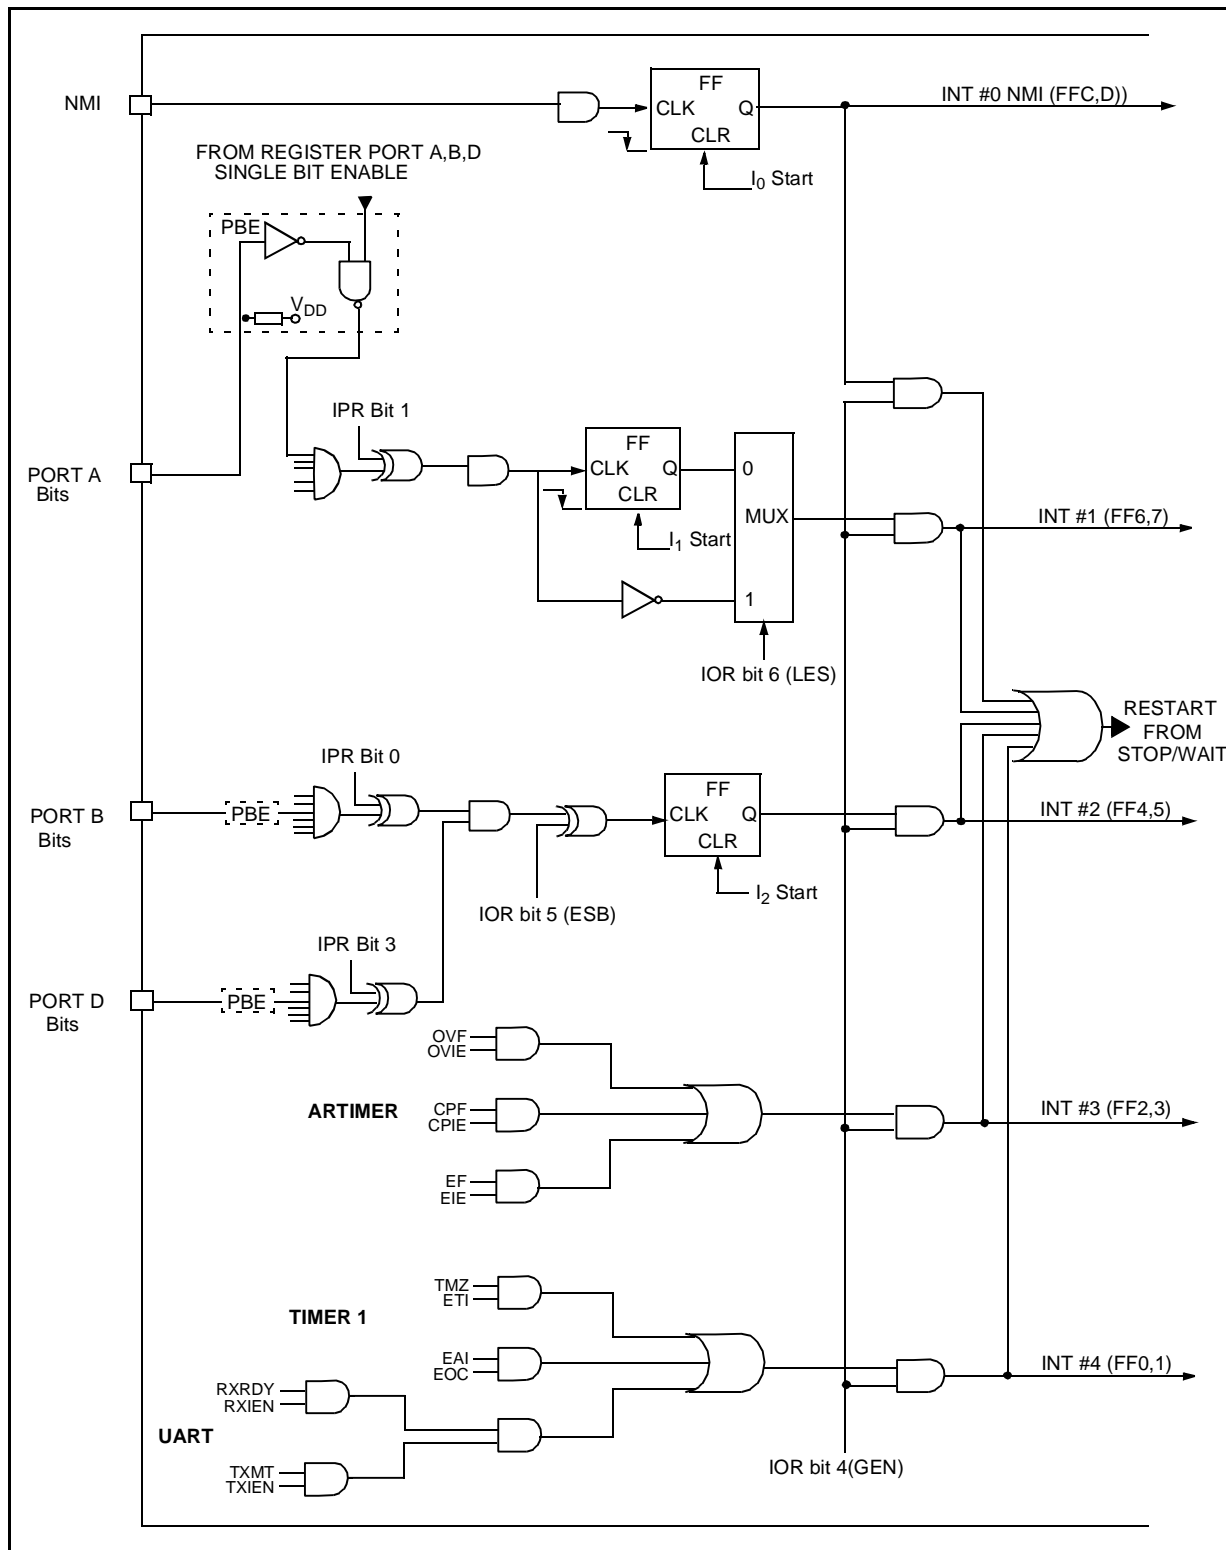 NMI
FF
CLK
Q
CLR
INT #0 NMI (FFC,D))
I0 Start
FROM REGISTER PORT A,B,D
SINGLE BIT ENABLE
PBE
VDD
PORT A
Bits
IPR Bit 1
FF
CLK
Q
CLR
I1 Start
0
MUX
1
INT #1 (FF6,7)
IOR bit 6 (LES)
RESTART
FROM
STOP/WAIT
PORT B
Bits
PBE
IPR Bit 0
IOR bit 5 (ESB)
FF
CLK
Q
CLR
I2 Start
INT #2 (FF4,5)
PORT D
Bits
PBE
IPR Bit 3
OVF
OVIE
ARTIMER
CPF
CPIE
EF
EIE
INT #3 (FF2,3)
TMZ
ETI
TIMER 1
EAI
EOC
RXRDY
RXIEN
UART
TXMT
TXIEN
INT #4 (FF0,1)
IOR bit 4(GEN)